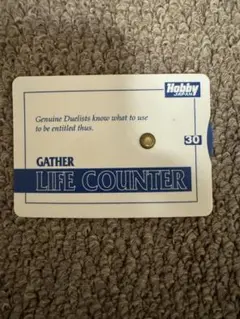 Hobby
JAPAN
Genuine Duelists know what to use
to be entitled thus.
30
GATHER
LIFE COUNTER